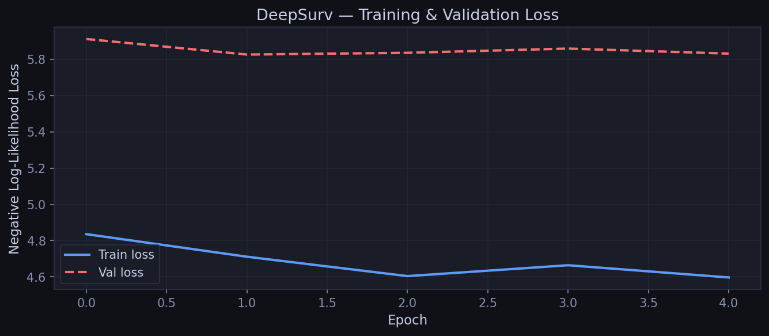 DeepSurv — Training & Validation Loss
Negative Log-Likelihood Loss
5.8
5.6
5.4
5.2
5.0
4.8
4.6
Train loss
Val loss
0.0 0.5 1.0 1.5 2.0 2.5 3.0 3.5 4.0
Epoch